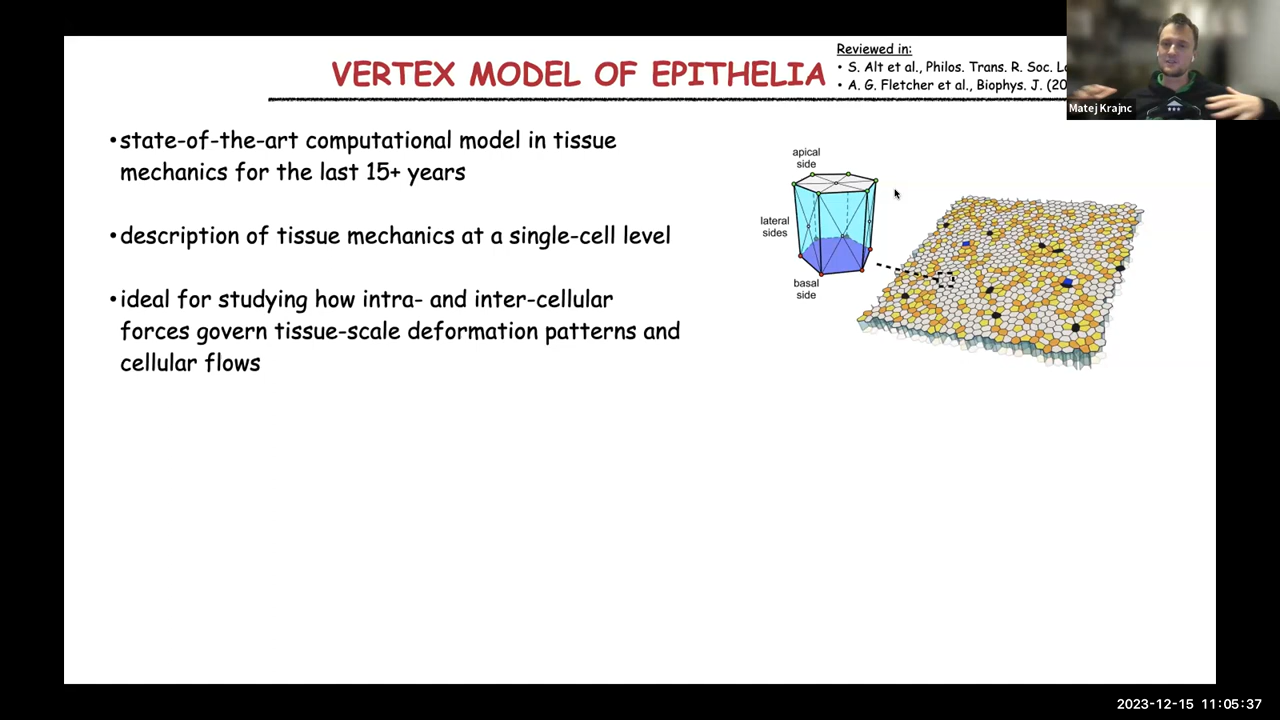 VERTEX MODEL OF EPITHELIA
Reviewed in:
• S. Alt et al., Philos. Trans. R. Soc.
• A. G. Fletcher et al., Biophys. J.
Matej Krajnc
•state-of-the-art computational model in tissue
mechanics for the last 15+ years
•description of tissue mechanics at a single-cell level
•ideal for studying how intra- and inter-cellular
forces govern tissue-scale deformation patterns and
cellular flows
apical
side
lateral
sides
basal
side
2023-12-15 11:05:37